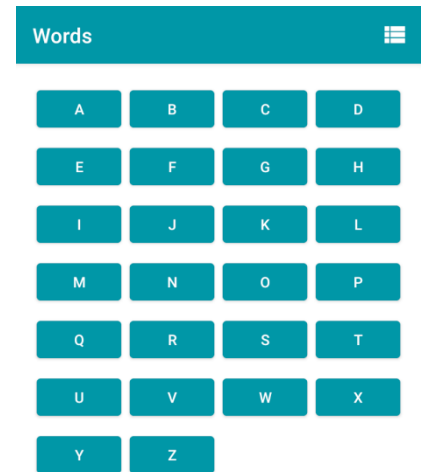 Words
A B C D
E F G H
I J K L
M N O P
Q R S T
U V W X
Y Z